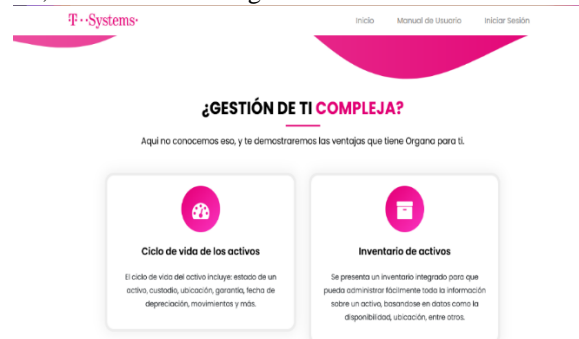 T··Systems·
Inicio Manual de Usuario Iniciar Sesión
¿GESTIÓN DE TI COMPLEJA?
Aquí no conocemos eso, y te demostraremos las ventajas que tiene Organa para ti.
Ciclo de vida de los activos
El ciclo de vida del activo incluye: estado de un
activo, custodio, ubicación, garantía, fecha de
depreciación, movimientos y más.
Inventario de activos
Se presenta un inventario integrado para que
pueda administrar fácilmente toda la información
sobre un activo, basandose en datos como la
disponibilidad, ubicación, entre otros.